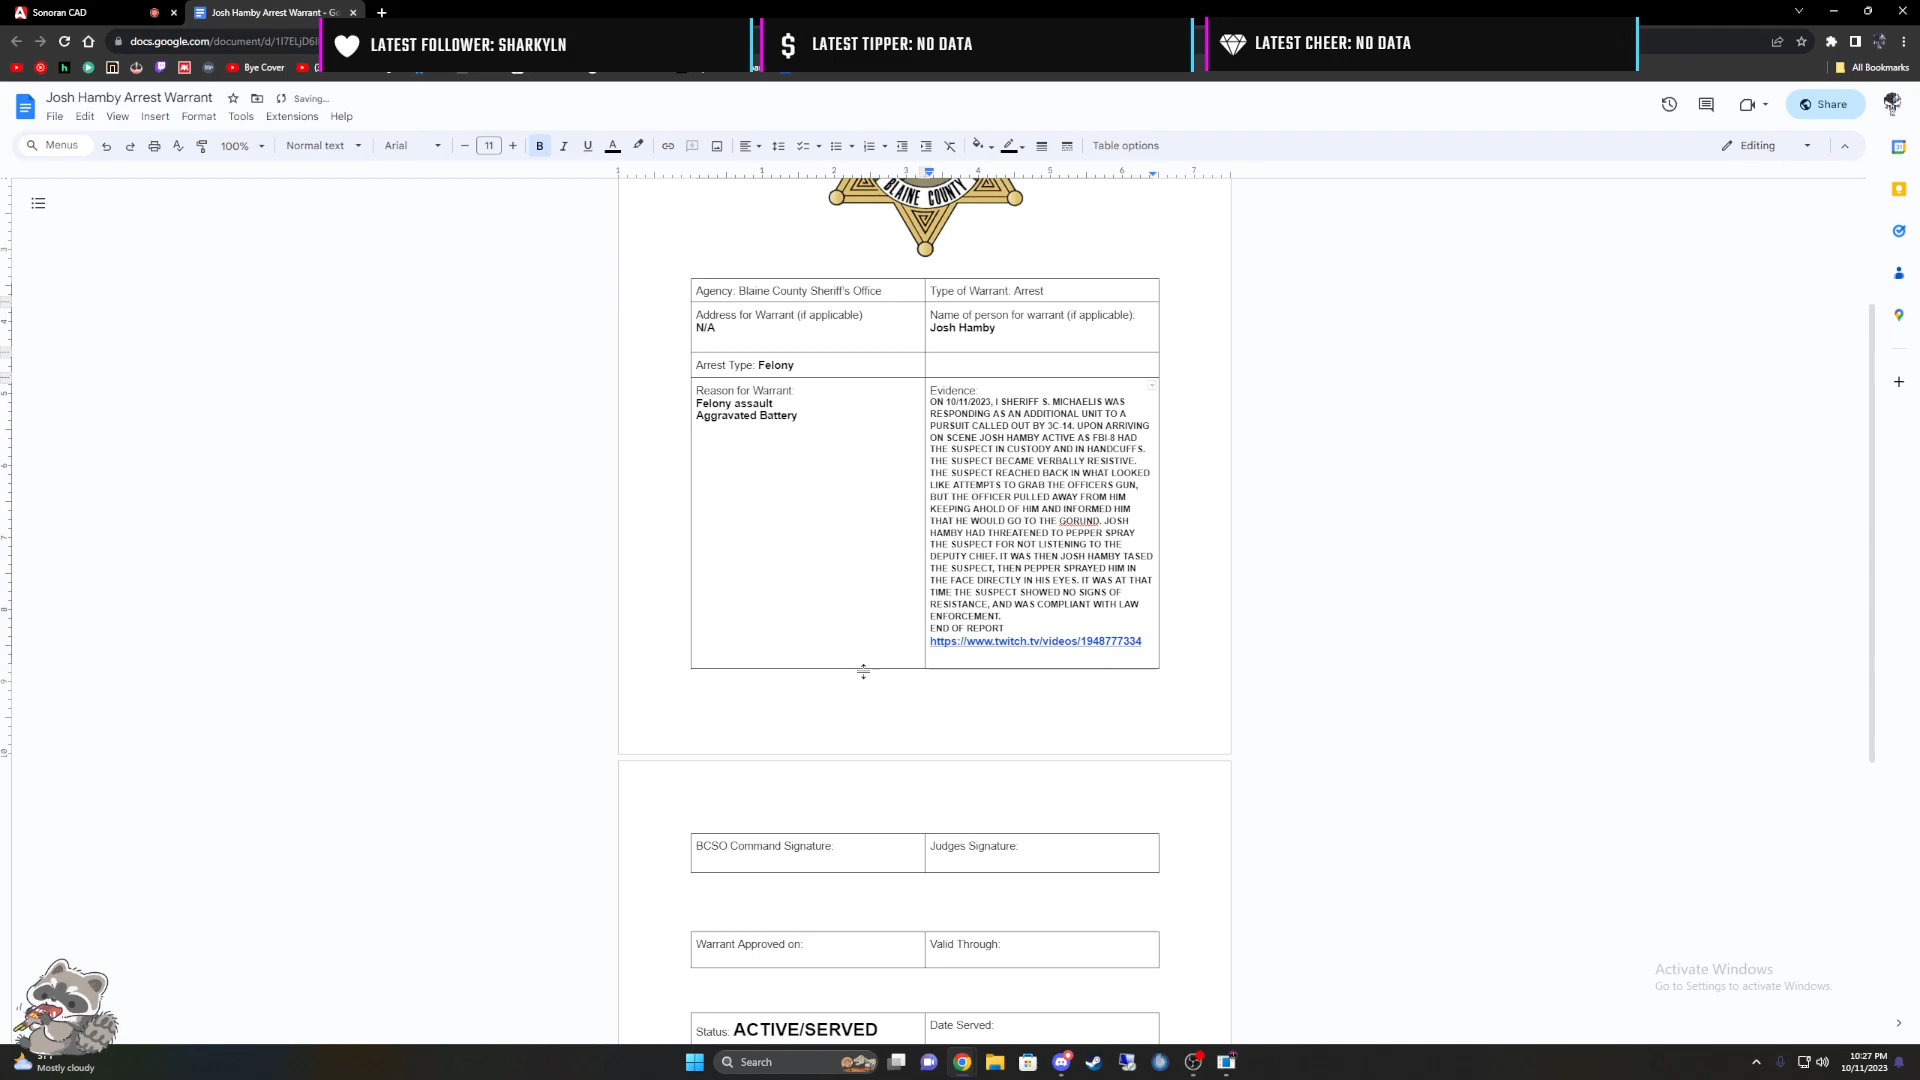 Sonoran CAD
Josh Hamby Arrest Warrant - Go
docs.google.com/document/d/1I7ELjD6I
LATEST FOLLOWER: SHARKYLN
LATEST TIPPER: NO DATA
LATEST CHEER: NO DATA
Bye Cover
All Bookmarks
Josh Hamby Arrest Warrant
Saving...
File Edit View Insert Format Tools Extensions Help
Share
Menus
100%
Normal text
Arial
11
Table options
Editing
1 1 2 3 4 5 6 7
BLAINE COUNTY
Agency: Blaine County Sheriff's Office
Type of Warrant: Arrest
Address for Warrant (if applicable)
N/A
Name of person for warrant (if applicable):
Josh Hamby
Arrest Type: Felony
Reason for Warrant:
Felony assault
Aggravated Battery
Evidence:
ON 10/11/2023, I SHERIFF S. MICHAELIS WAS
RESPONDING AS AN ADDITIONAL UNIT TO A
PURSUIT CALLED OUT BY 3C-14. UPON ARRIVING
ON SCENE JOSH HAMBY ACTIVE AS FBI-8 HAD
THE SUSPECT IN CUSTODY AND IN HANDCUFFS.
THE SUSPECT BECAME VERBALLY RESISTIVE.
THE SUSPECT REACHED BACK IN WHAT LOOKED
LIKE ATTEMPTS TO GRAB THE OFFICERS GUN,
BUT THE OFFICER PULLED AWAY FROM HIM
KEEPING AHOLD OF HIM AND INFORMED HIM
THAT HE WOULD GO TO THE GORUND. JOSH
HAMBY HAD THREATENED TO PEPPER SPRAY
THE SUSPECT FOR NOT LISTENING TO THE
DEPUTY CHIEF. IT WAS THEN JOSH HAMBY TASED
THE SUSPECT, THEN PEPPER SPRAYED HIM IN
THE FACE DIRECTLY IN HIS EYES. IT WAS AT THAT
TIME THE SUSPECT SHOWED NO SIGNS OF
RESISTANCE, AND WAS COMPLIANT WITH LAW
ENFORCEMENT.
END OF REPORT
https://www.twitch.tv/videos/1948777334
BCSO Command Signature:
Judges Signature:
Warrant Approved on:
Valid Through:
Status: ACTIVE/SERVED
Date Served:
Activate Windows
Go to Settings to activate Windows.
Mostly cloudy
Search
10:27 PM
10/11/2023